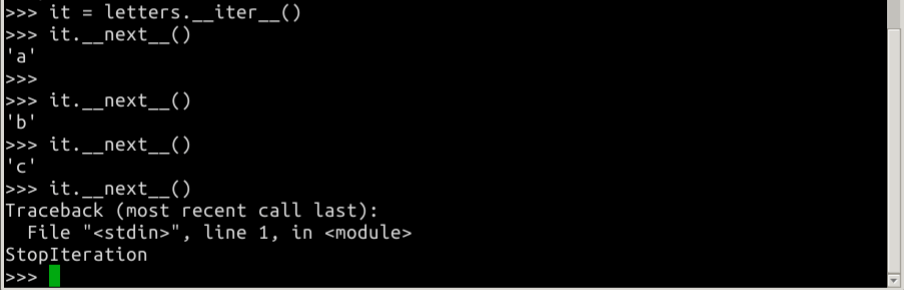 >>> it = letters.__iter__()
>>> it.__next__()
'a'
>>>
>>> it.__next__()
'b'
>>> it.__next__()
'c'
>>> it.__next__()
Traceback (most recent call last):
  File "<stdin>", line 1, in <module>
StopIteration
>>>